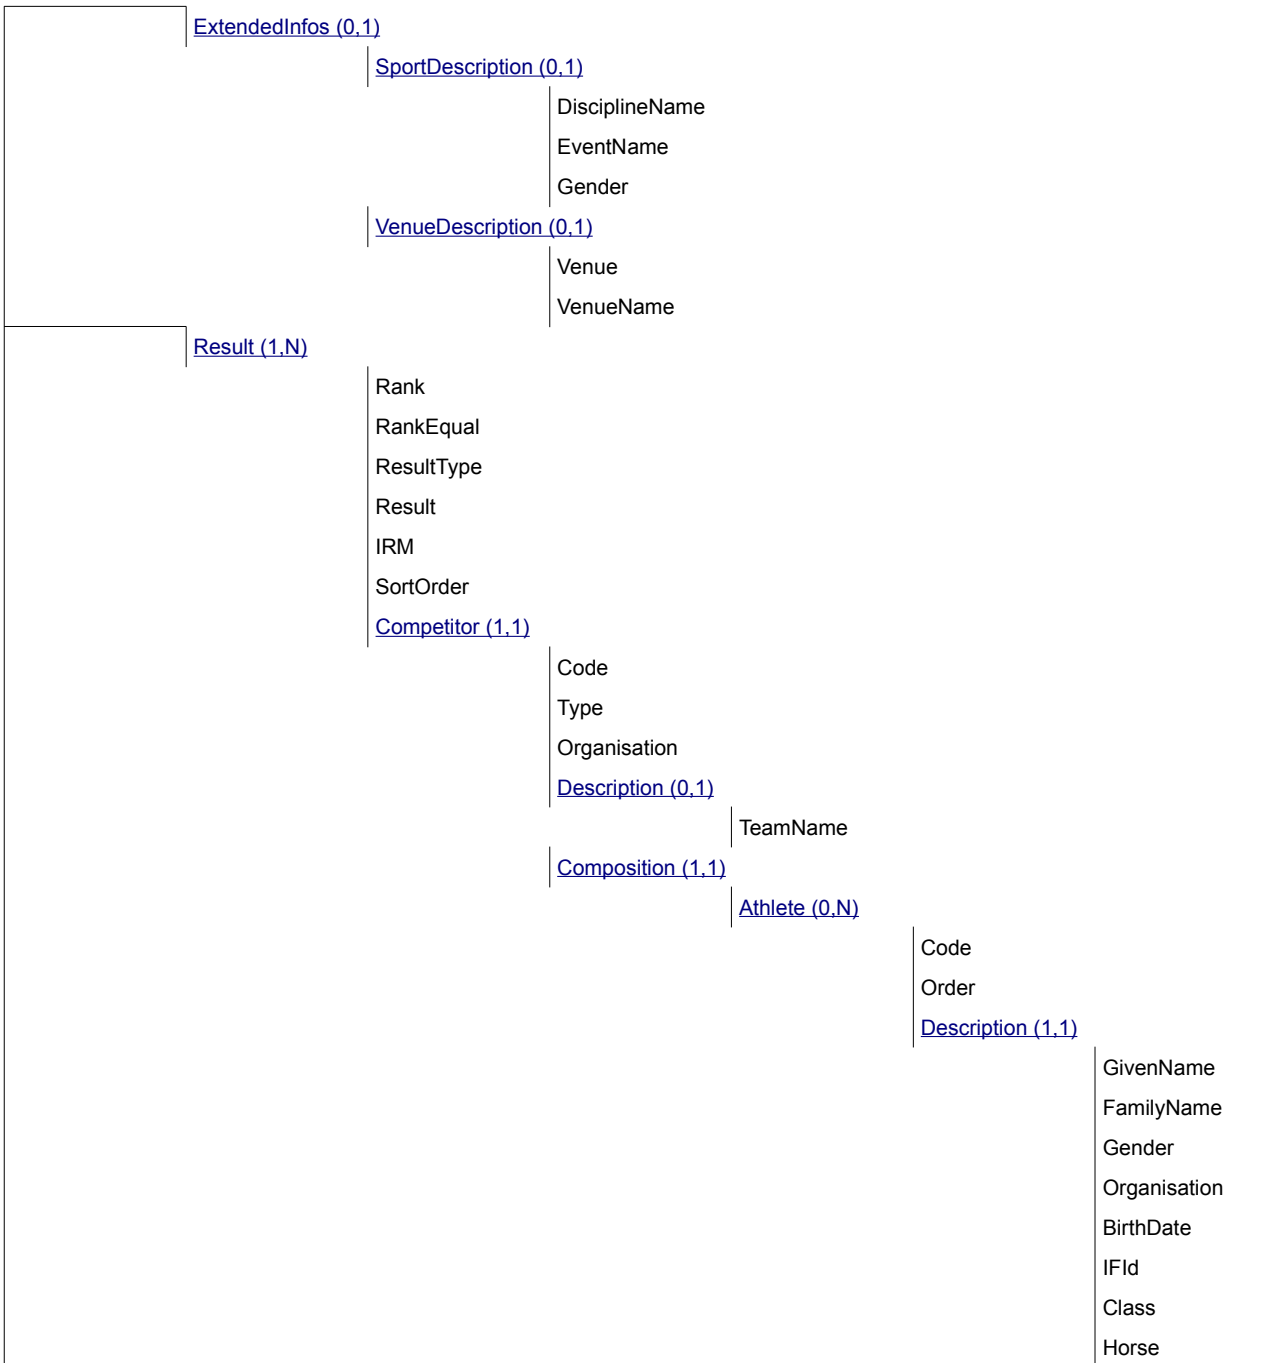 ExtendedInfos (0,1)
SportDescription (0,1)
DisciplineName
EventName
Gender
VenueDescription (0,1)
Venue
VenueName
Result (1,N)
Rank
RankEqual
ResultType
Result
IRM
SortOrder
Competitor (1,1)
Code
Type
Organisation
Description (0,1)
TeamName
Composition (1,1)
Athlete (0,N)
Code
Order
Description (1,1)
GivenName
FamilyName
Gender
Organisation
BirthDate
IFId
Class
Horse